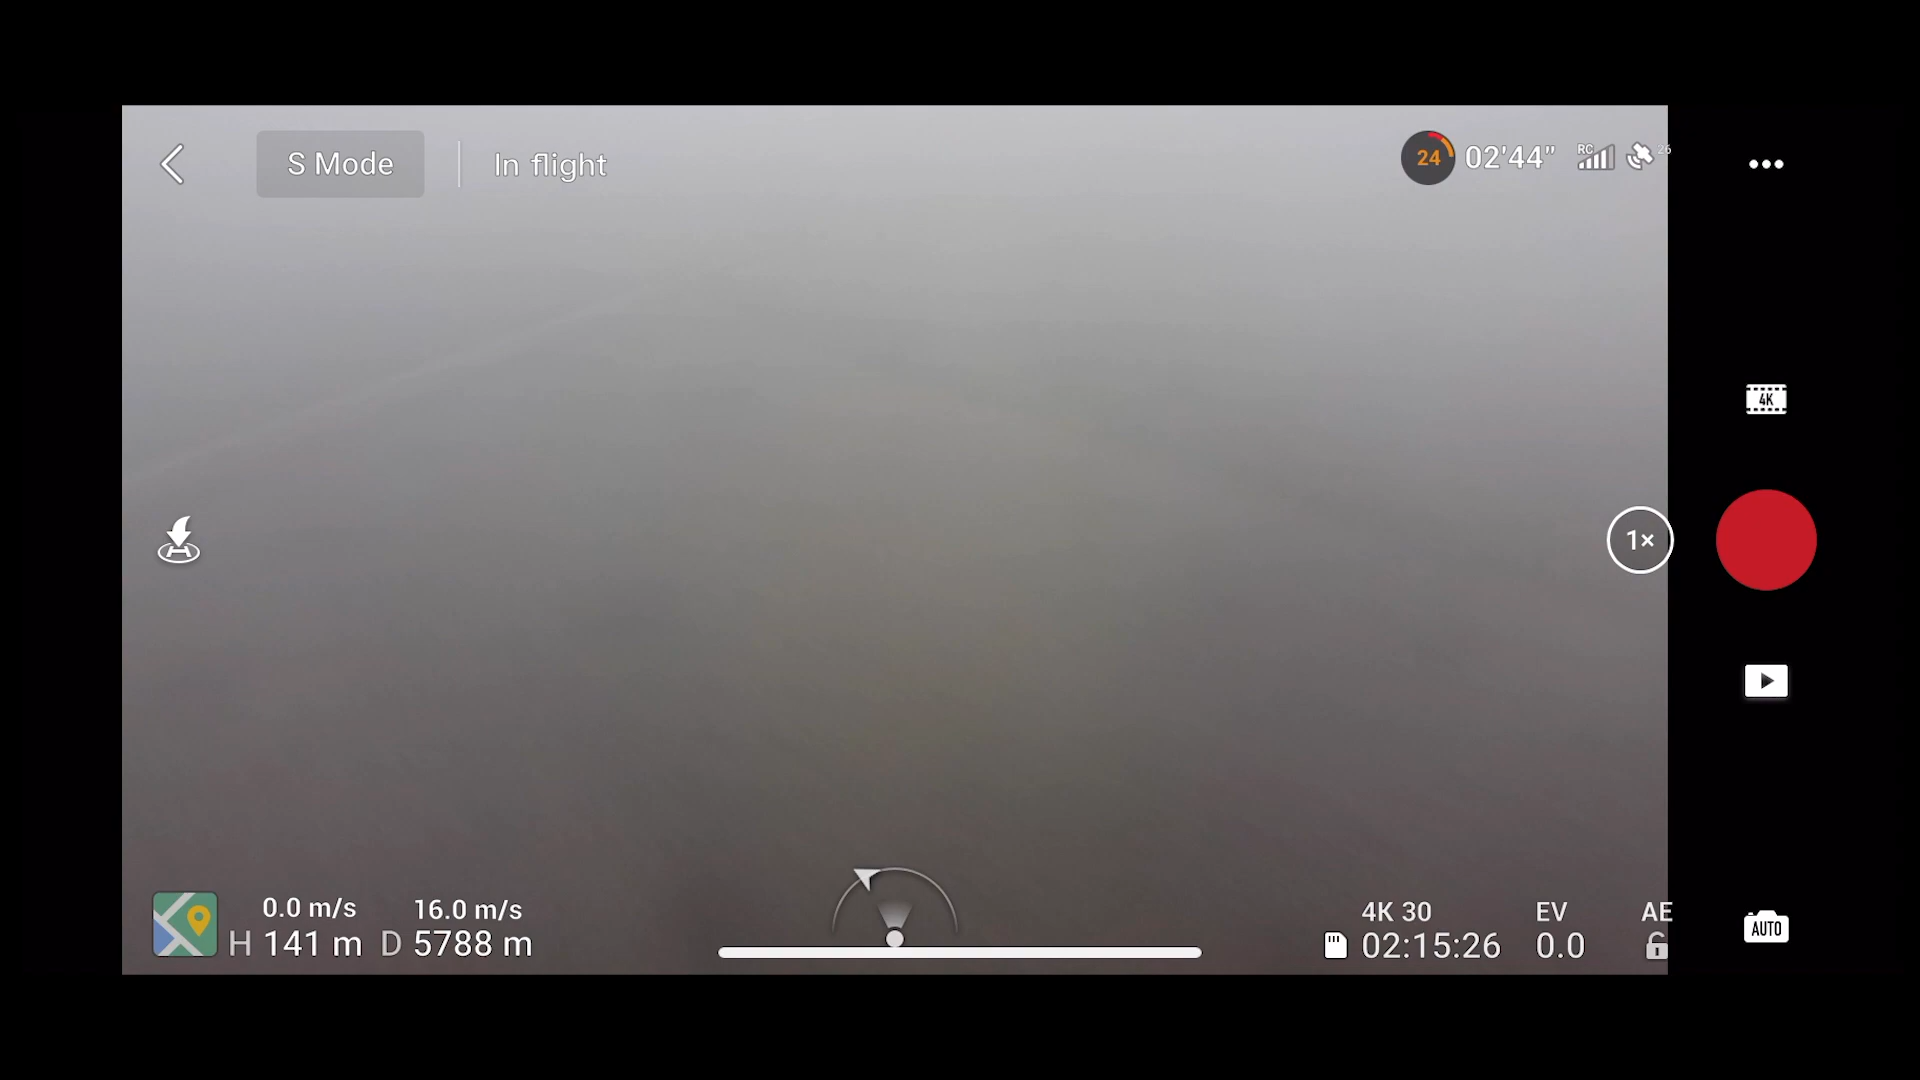 S Mode
In flight
24
02'44"
RC
26
4K
1×
0.0 m/s
16.0 m/s
H 141 m
D 5788 m
4K 30
02:15:26
EV
0.0
AE
AUTO